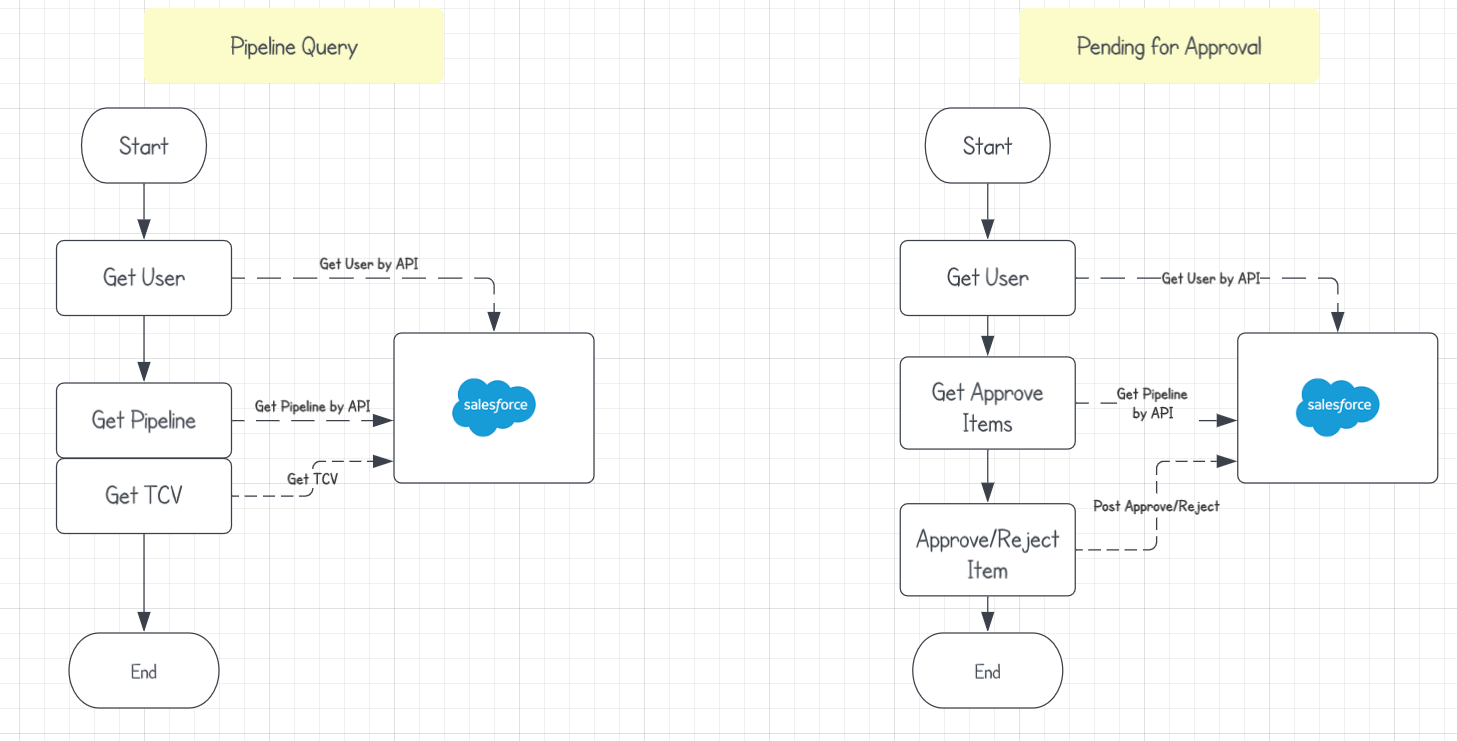 Pipeline Query
Start
Get User
Get User by API
Get Pipeline
Get Pipeline by API
salesforce
Get TCV
Get TCV
End
Pending for Approval
Start
Get User
Get User by API
Get Approve
Items
Get Pipeline
by API
salesforce
Approve/Reject
Item
Post Approve/Reject
End